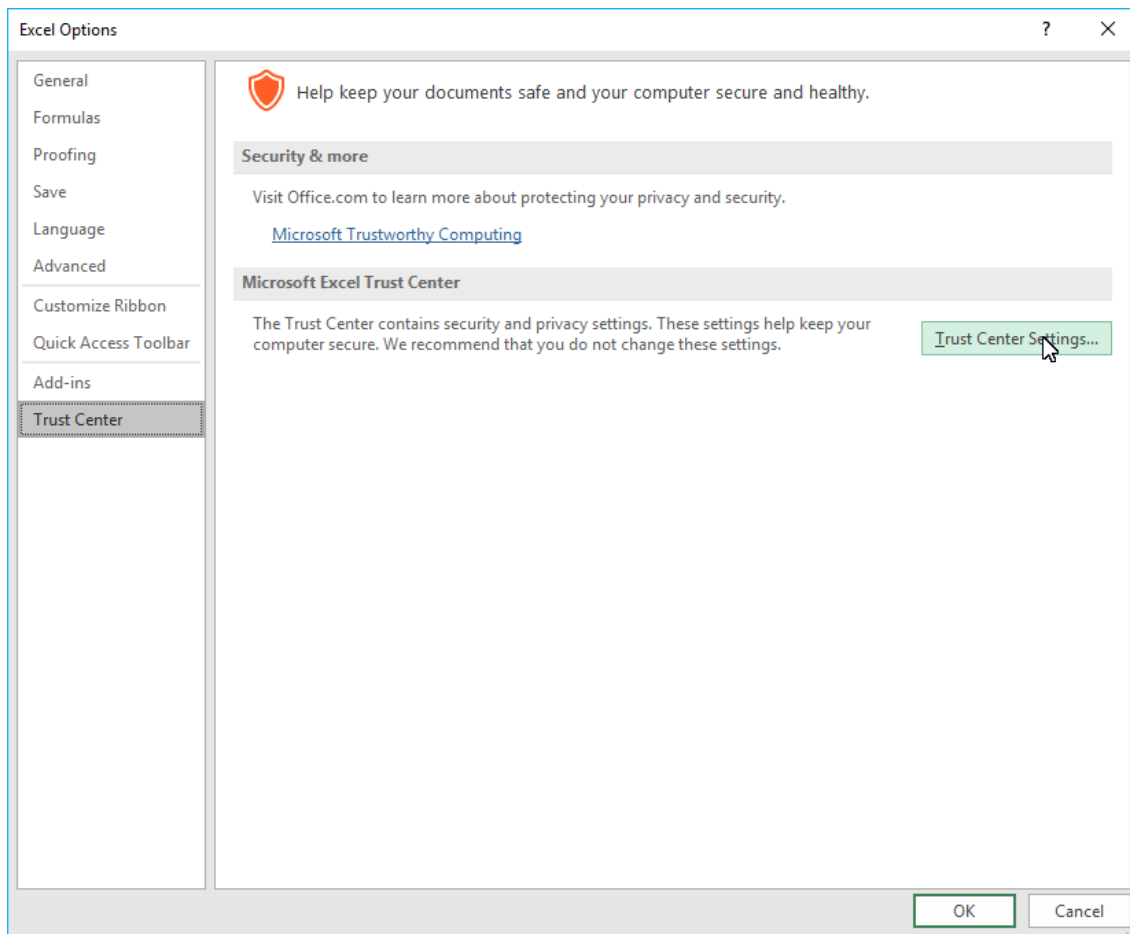 Excel Options
?
General
Formulas
Proofing
Save
Language
Advanced
Customize Ribbon
Quick Access Toolbar
Add-ins
Trust Center
Help keep your documents safe and your computer secure and healthy.
Security & more
Visit Office.com to learn more about protecting your privacy and security.
Microsoft Trustworthy Computing
Microsoft Excel Trust Center
The Trust Center contains security and privacy settings. These settings help keep your
computer secure. We recommend that you do not change these settings.
Trust Center Settings...
OK
Cancel